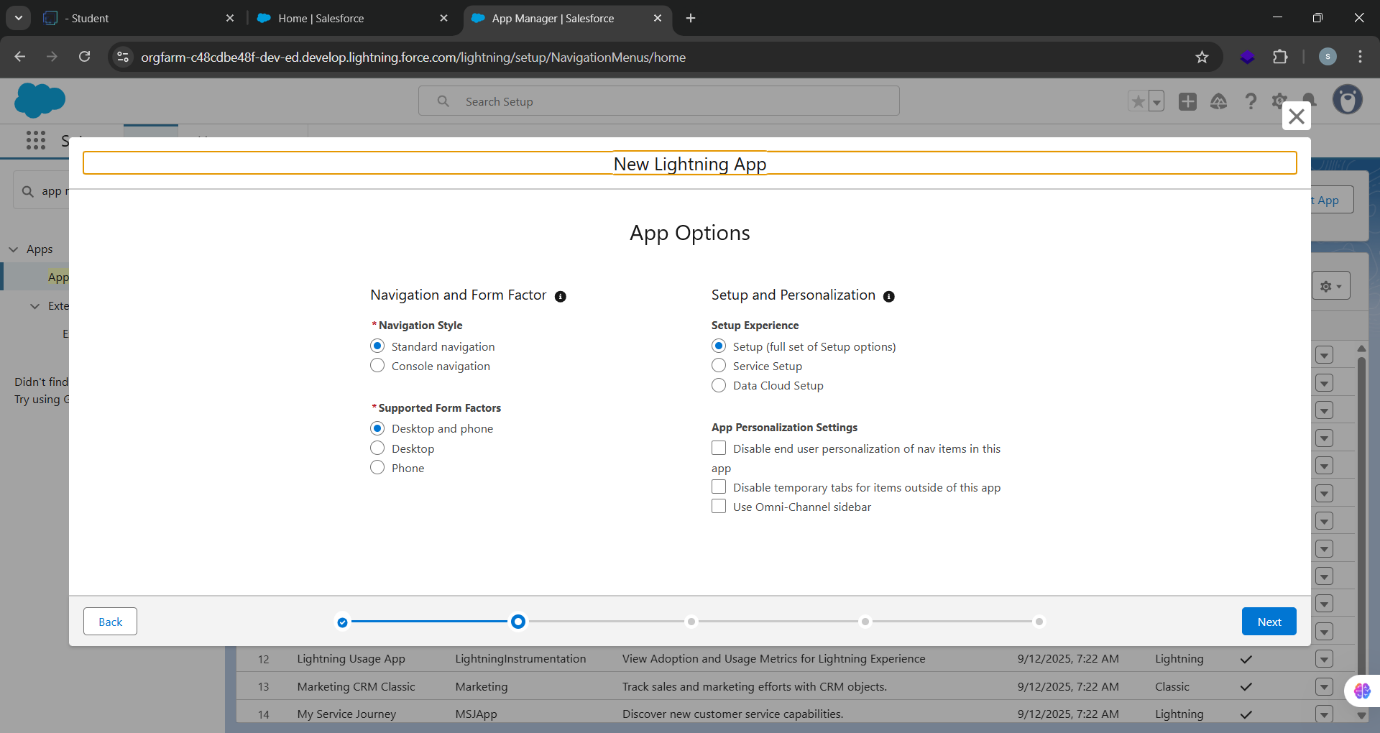 - Student
Home | Salesforce
App Manager | Salesforce
orgfarm-c48cdbe48f-dev-ed.develop.lightning.force.com/lightning/setup/NavigationMenus/home
S
Search Setup
S
New Lightning App
app
t App
App Options
Apps
App
Exte
E
Navigation and Form Factor
Setup and Personalization
*Navigation Style
Setup Experience
Standard navigation
Setup (full set of Setup options)
Console navigation
Service Setup
Data Cloud Setup
Didn't find
Try using G
*Supported Form Factors
App Personalization Settings
Desktop and phone
Desktop
Disable end user personalization of nav items in this
app
Phone
Disable temporary tabs for items outside of this app
Use Omni-Channel sidebar
Back
Next
12 Lightning Usage App LightningInstrumentation View Adoption and Usage Metrics for Lightning Experience 9/12/2025, 7:22 AM Lightning
13 Marketing CRM Classic Marketing Track sales and marketing efforts with CRM objects. 9/12/2025, 7:22 AM Classic
14 My Service Journey MSJApp Discover new customer service capabilities. 9/12/2025, 7:22 AM Lightning